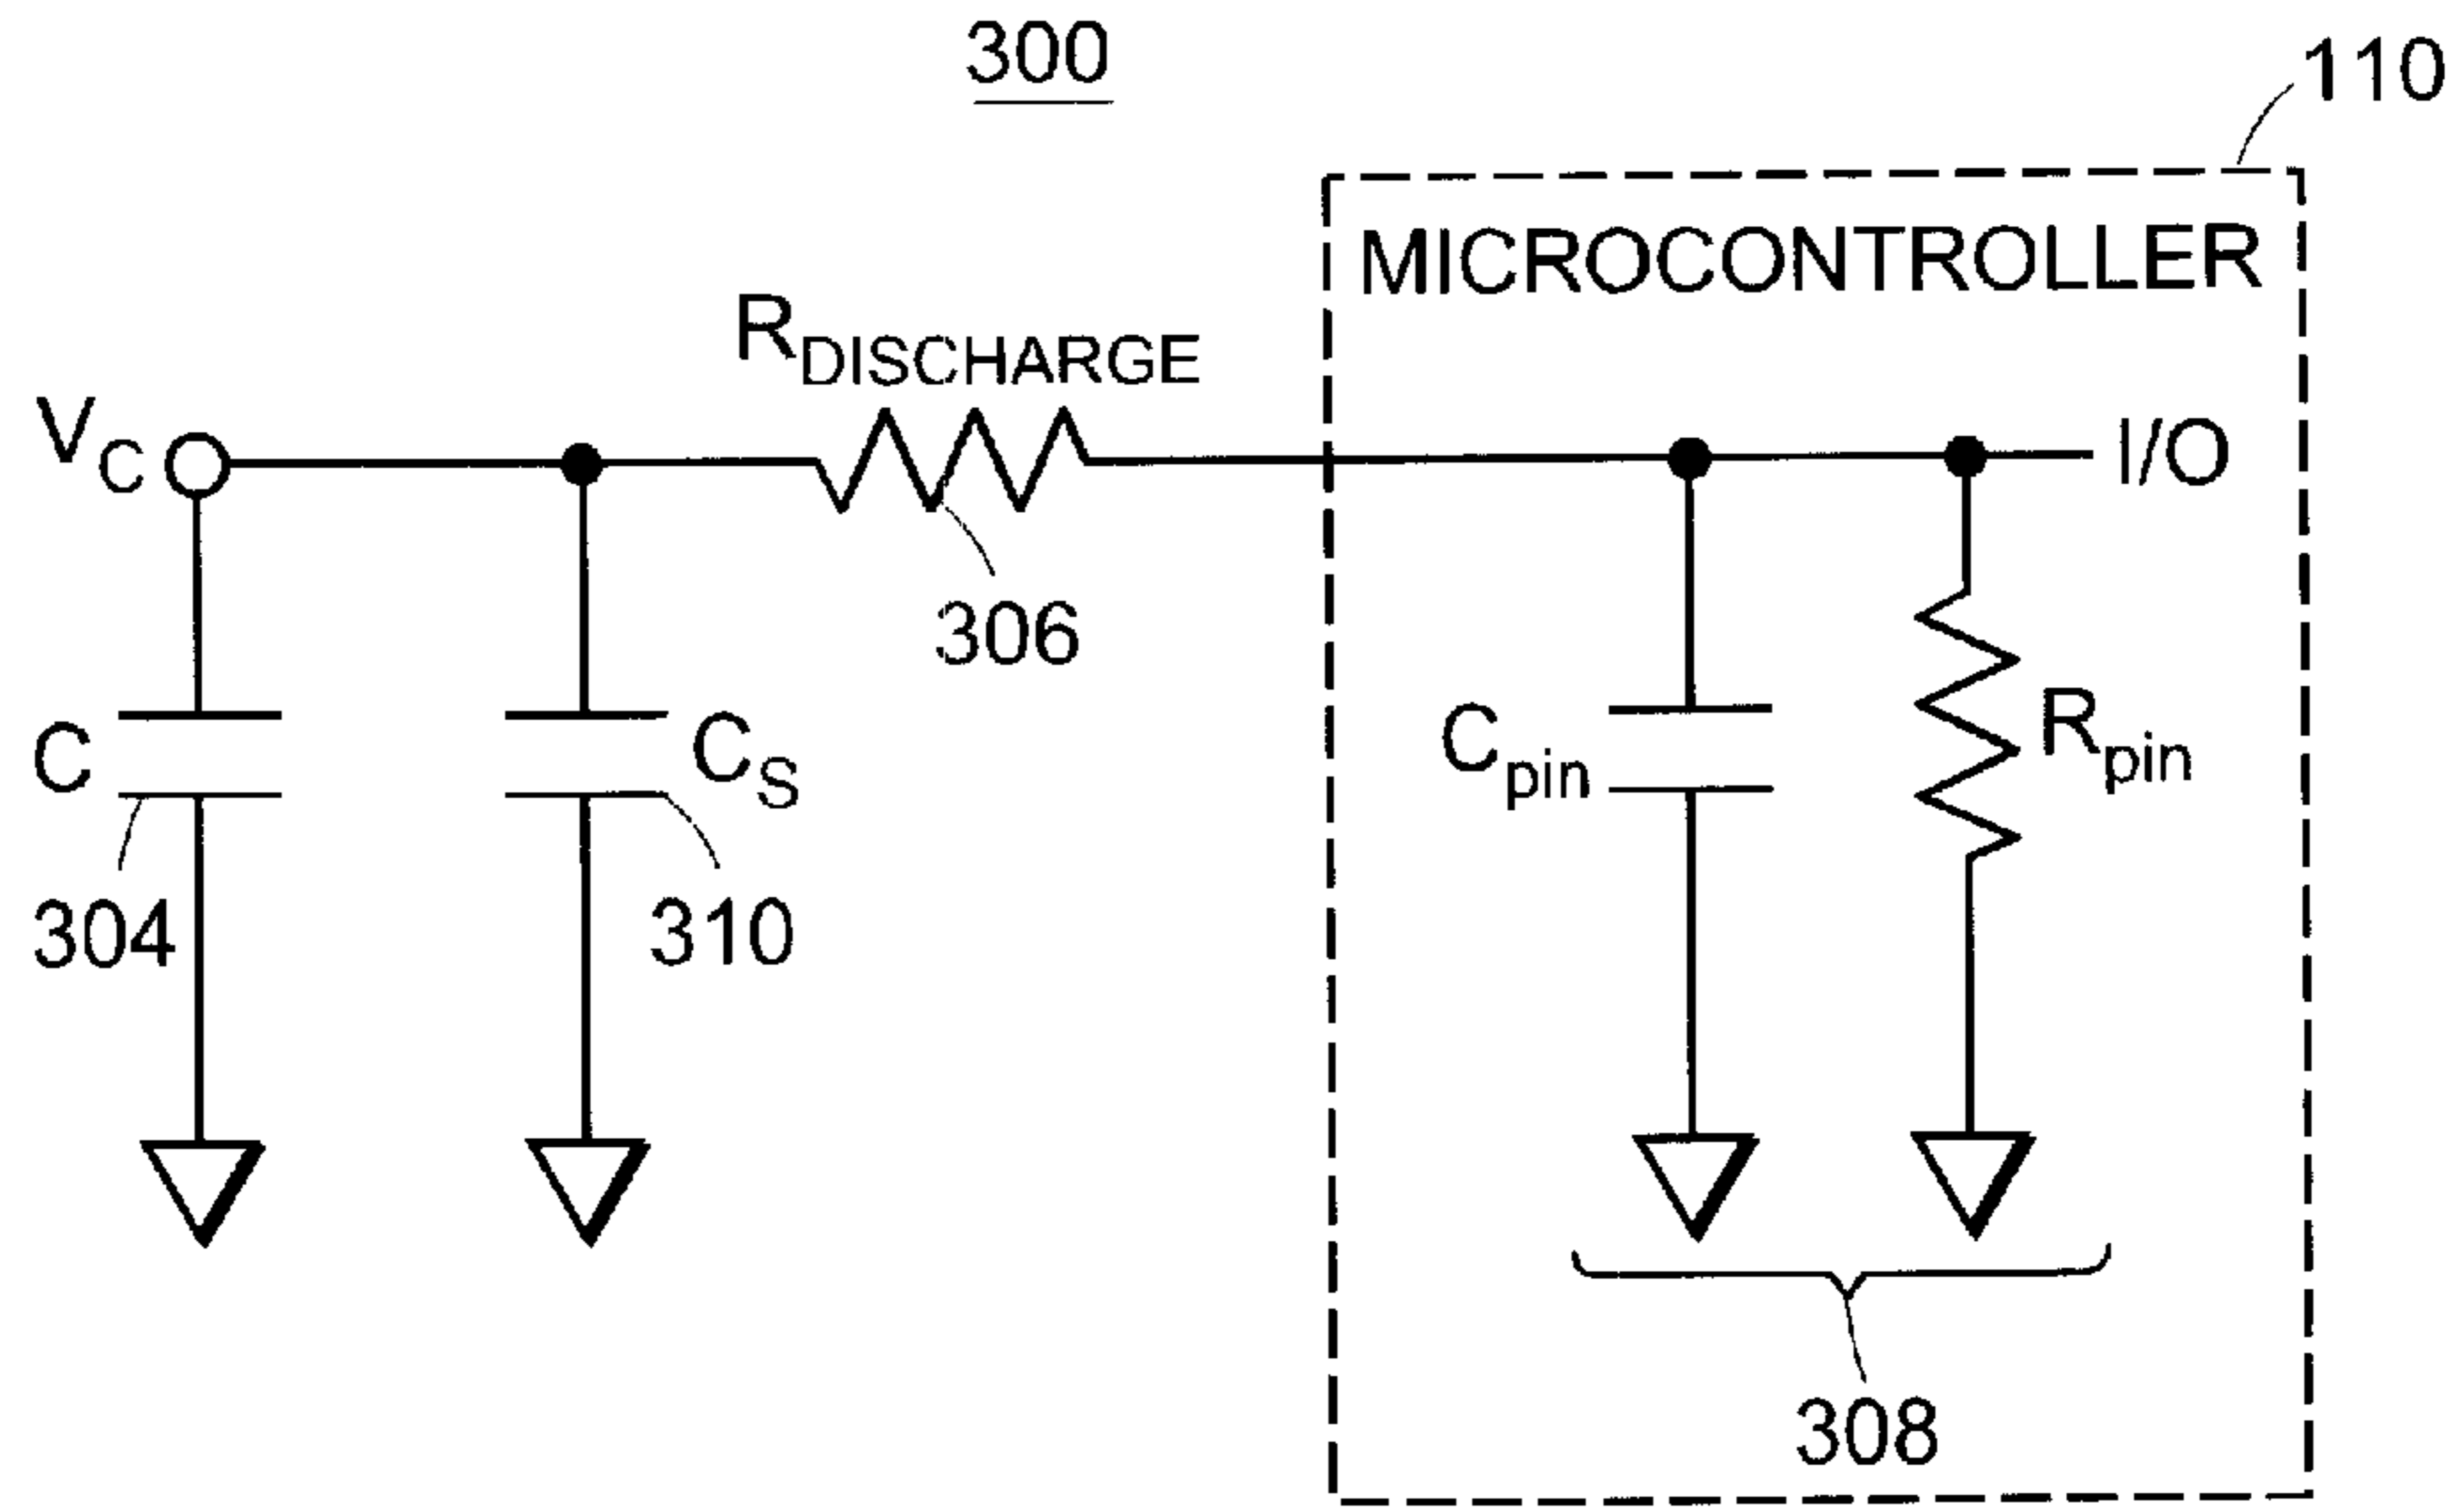 300
110
MICROCONTROLLER
R_DISCHARGE
V_C
I/O
306
C
C_S
C_pin
R_pin
304
310
308